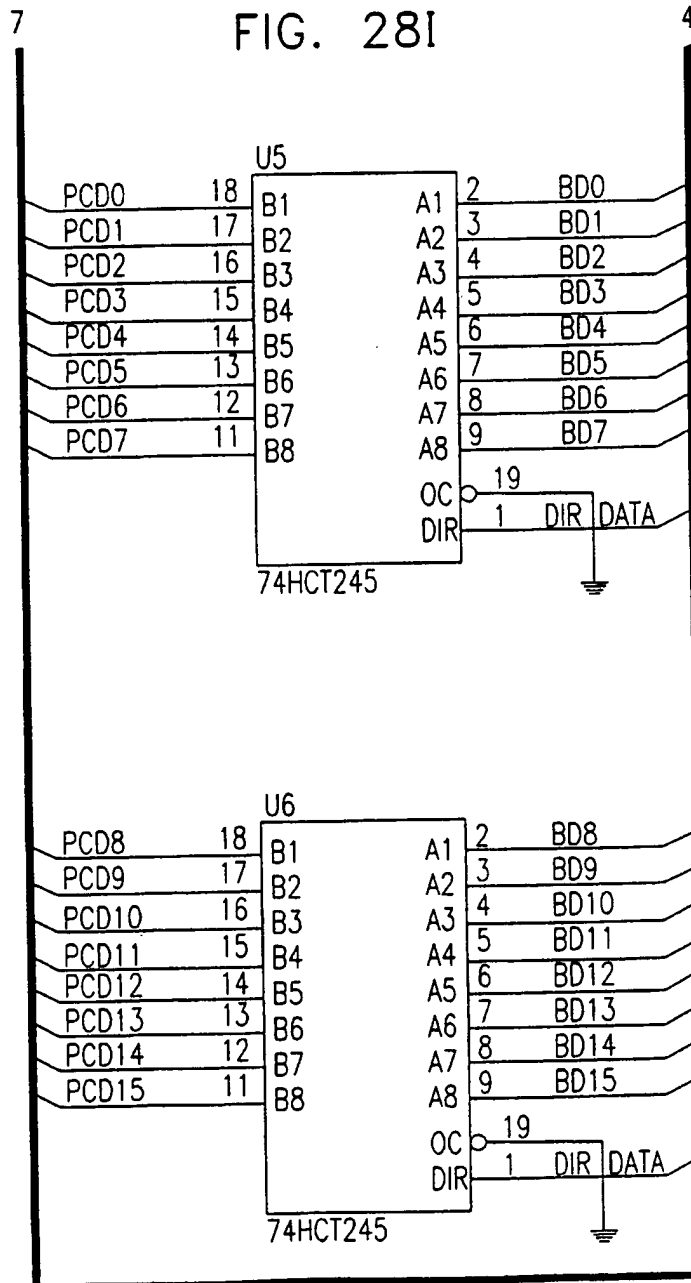 7 FIG. 28I 4
U5
PCD0 18 B1 A1 2 BD0
PCD1 17 B2 A2 3 BD1
PCD2 16 B3 A3 4 BD2
PCD3 15 B4 A4 5 BD3
PCD4 14 B5 A5 6 BD4
PCD5 13 B6 A6 7 BD5
PCD6 12 B7 A7 8 BD6
PCD7 11 B8 A8 9 BD7
OC 19
DIR 1 DIR DATA
74HCT245
U6
PCD8 18 B1 A1 2 BD8
PCD9 17 B2 A2 3 BD9
PCD10 16 B3 A3 4 BD10
PCD11 15 B4 A4 5 BD11
PCD12 14 B5 A5 6 BD12
PCD13 13 B6 A6 7 BD13
PCD14 12 B7 A7 8 BD14
PCD15 11 B8 A8 9 BD15
OC 19
DIR 1 DIR DATA
74HCT245